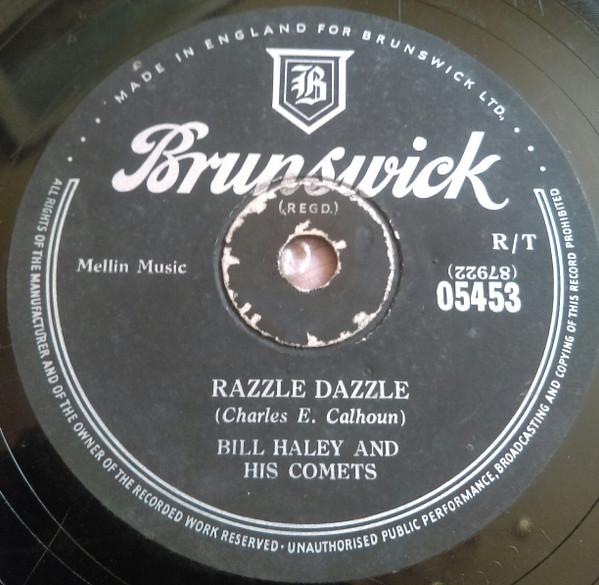 MADE IN ENGLAND FOR BRUNSWICK LTD.
B
Brunswick
(REGD.)
R/T
Mellin Music
(87922)
05453
RAZZLE DAZZLE
(Charles E. Calhoun)
BILL HALEY AND
HIS COMETS
ALL RIGHTS OF THE MANUFACTURER AND OF THE OWNER OF THE RECORDED WORK RESERVED · UNAUTHORISED PUBLIC PERFORMANCE, BROADCASTING AND COPYING OF THIS RECORD PROHIBITED